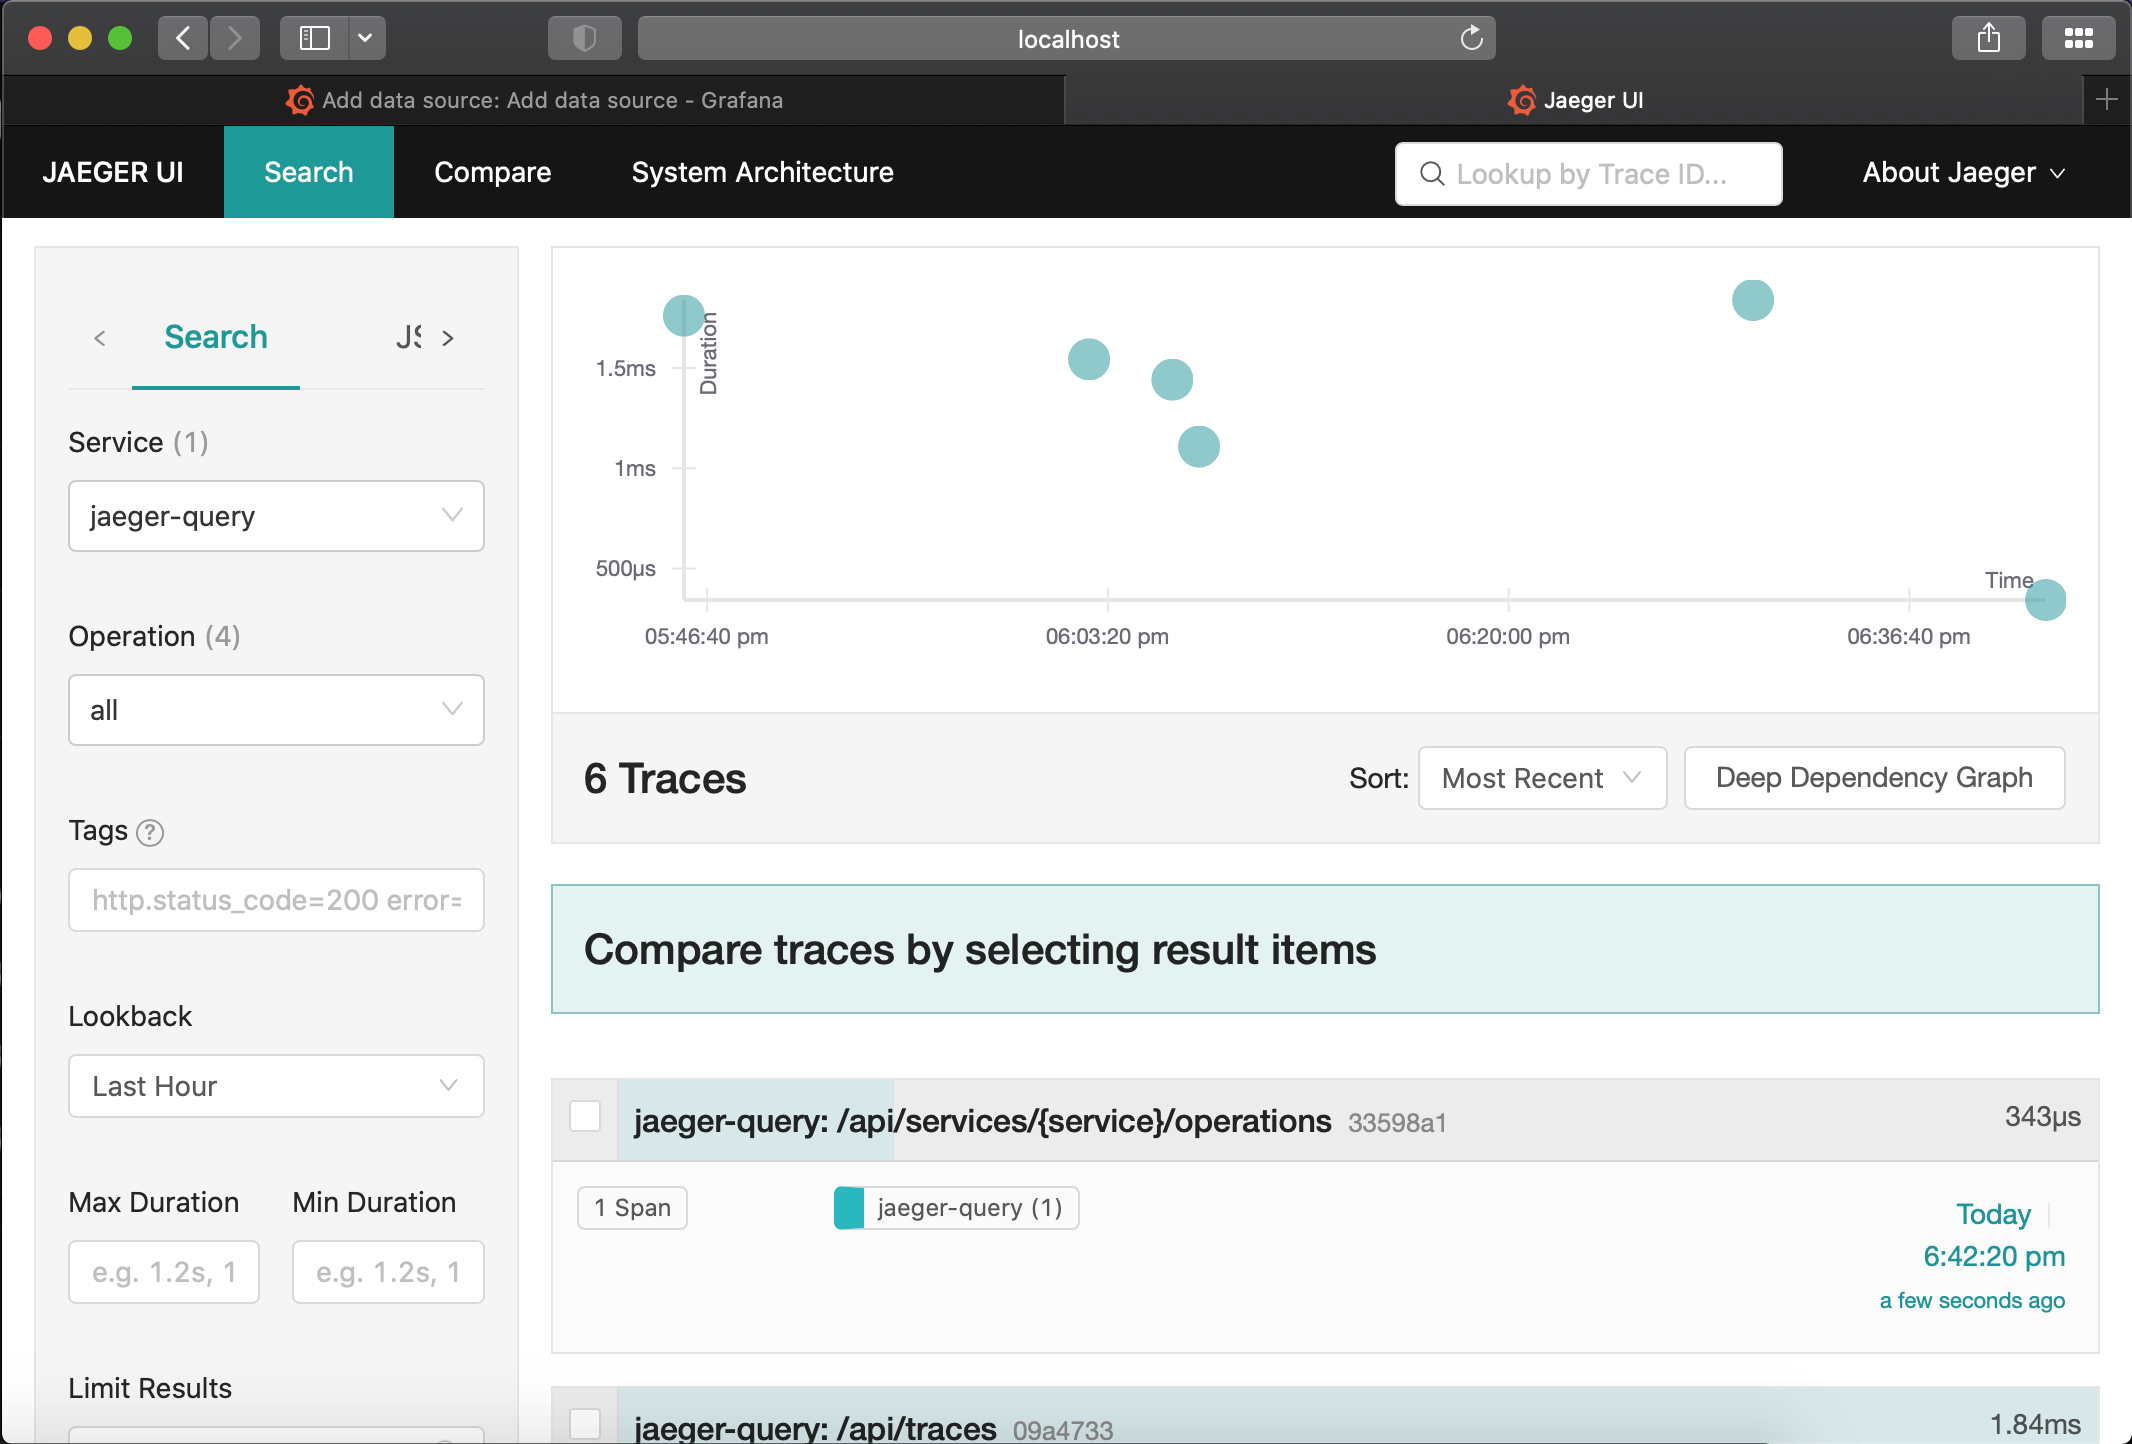 localhost
Add data source: Add data source - Grafana
Jaeger UI
JAEGER UI
Search
Compare
System Architecture
Lookup by Trace ID...
About Jaeger
Search
Service (1)
jaeger-query
Operation (4)
all
Tags ?
http.status_code=200 error=
Lookback
Last Hour
Max Duration
Min Duration
e.g. 1.2s, 1
e.g. 1.2s, 1
Limit Results
Duration
1.5ms
1ms
500μs
Time
05:46:40 pm
06:03:20 pm
06:20:00 pm
06:36:40 pm
6 Traces
Sort:
Most Recent
Deep Dependency Graph
Compare traces by selecting result items
jaeger-query: /api/services/{service}/operations 33598a1
343μs
1 Span
jaeger-query (1)
Today
6:42:20 pm
a few seconds ago
jaeger-query: /api/traces 09a4733
1.84ms